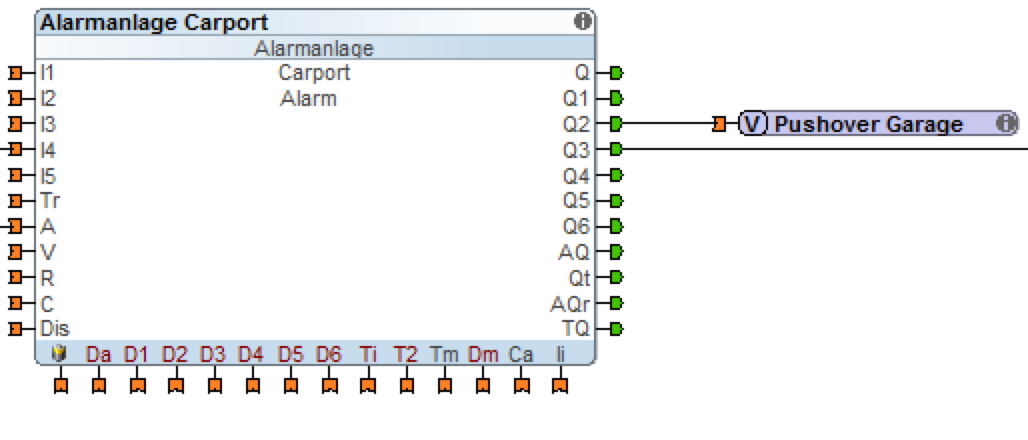 Alarmanlage Carport i
Alarmanlage
I1 Carport Q
I2 Alarm Q1
I3 Q2 V Pushover Garage i
I4 Q3
I5 Q4
Tr Q5
A Q6
V AQ
R Qt
C AQr
Dis TQ
Da D1 D2 D3 D4 D5 D6 Ti T2 Tm Dm Ca Ii